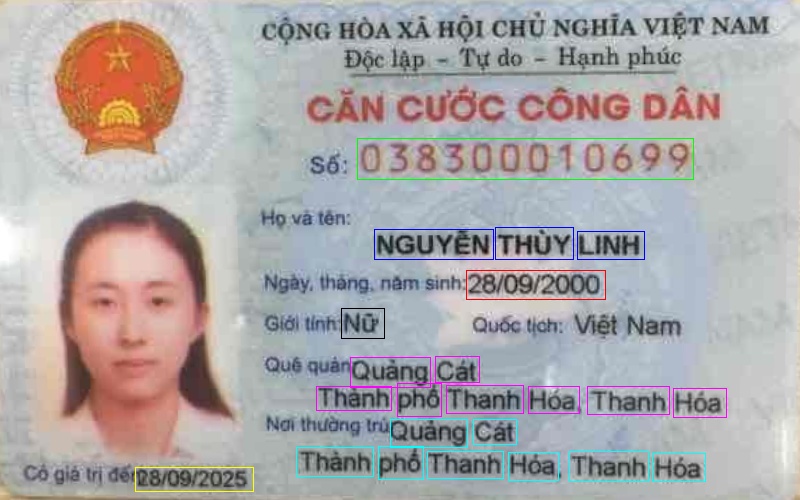 CỘNG HÒA XÃ HỘI CHỦ NGHĨA VIỆT NAM
Độc lập - Tự do - Hạnh phúc
CĂN CƯỚC CÔNG DÂN
Số: 038300010699
Họ và tên:
NGUYỄN THÙY LINH
Ngày, tháng, năm sinh: 28/09/2000
Giới tính: Nữ Quốc tịch: Việt Nam
Quê quán Quảng Cát
Thành phố Thanh Hóa, Thanh Hóa
Nơi thường trú Quảng Cát
Thành phố Thanh Hóa, Thanh Hóa
Có giá trị đến 28/09/2025